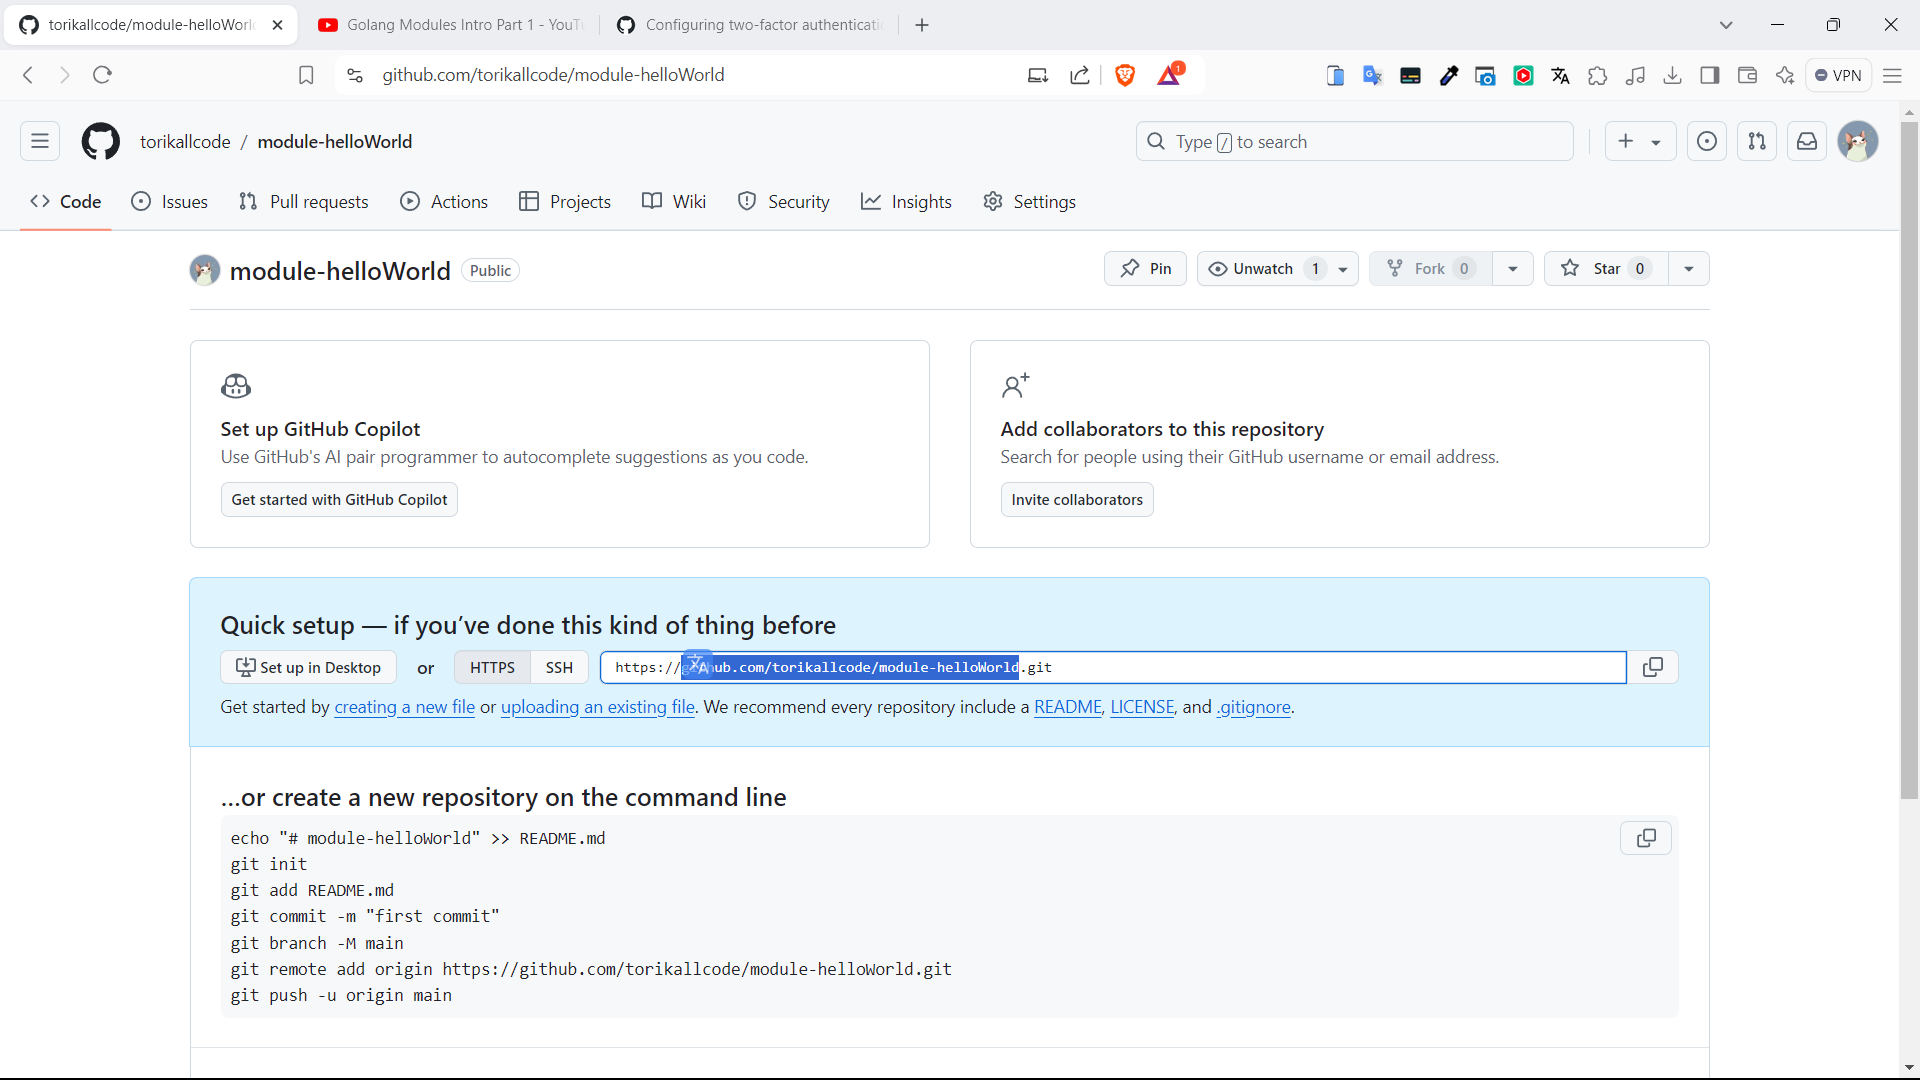 torikallcode/module-helloWorl
Golang Modules Intro Part 1 - YouTu
Configuring two-factor authenticati
github.com/torikallcode/module-helloWorld
1
VPN
torikallcode / module-helloWorld
Type / to search
Code
Issues
Pull requests
Actions
Projects
Wiki
Security
Insights
Settings
module-helloWorld
Public
Pin
Unwatch 1
Fork 0
Star 0
Set up GitHub Copilot
Use GitHub's AI pair programmer to autocomplete suggestions as you code.
Get started with GitHub Copilot
Add collaborators to this repository
Search for people using their GitHub username or email address.
Invite collaborators
Quick setup — if you’ve done this kind of thing before
Set up in Desktop or HTTPS SSH https://github.com/torikallcode/module-helloWorld.git
Get started by creating a new file or uploading an existing file. We recommend every repository include a README, LICENSE, and .gitignore.
…or create a new repository on the command line
echo "# module-helloWorld" >> README.md
git init
git add README.md
git commit -m "first commit"
git branch -M main
git remote add origin https://github.com/torikallcode/module-helloWorld.git
git push -u origin main